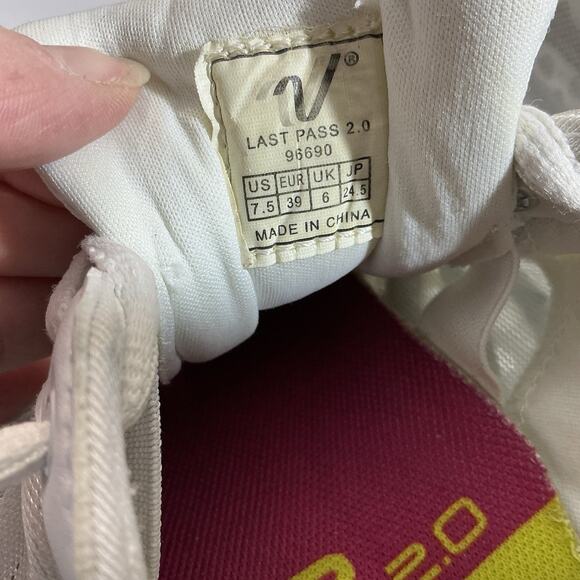 ®
LAST PASS 2.0
96690
US EUR UK JP
7.5 39 6 24.5
MADE IN CHINA
2.0